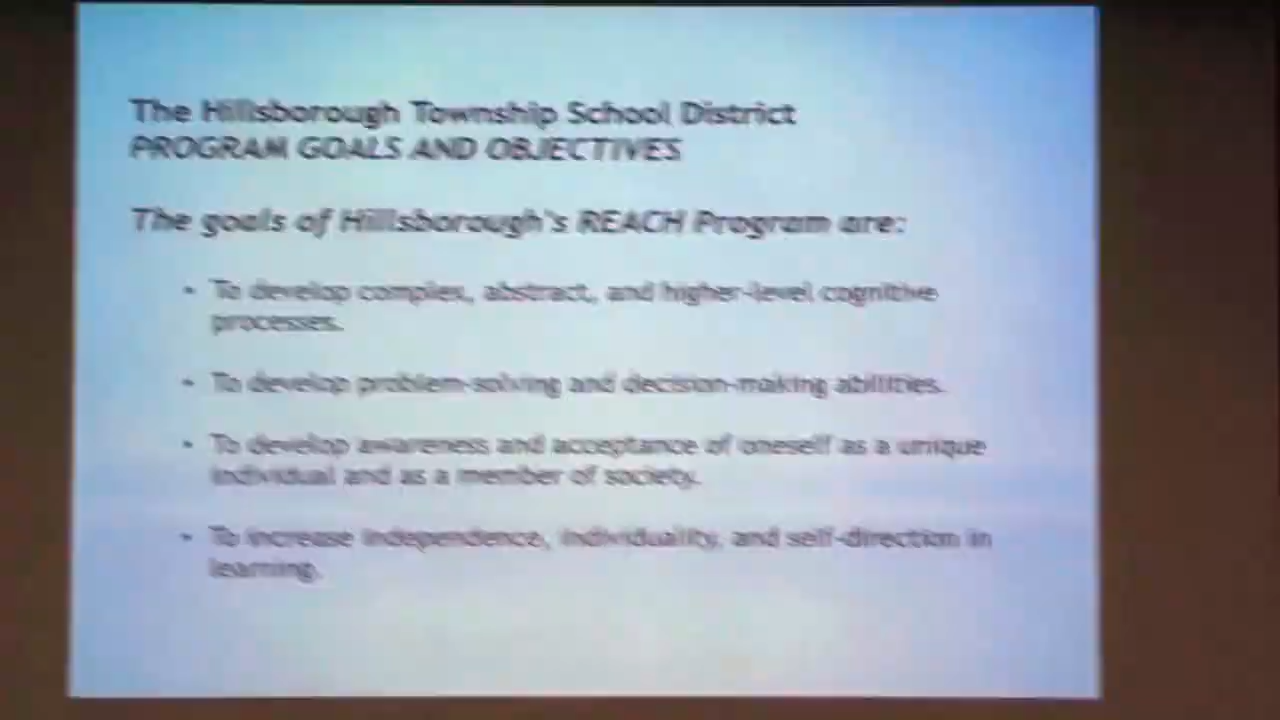 The Hillsborough Township School District
PROGRAM GOALS AND OBJECTIVES
The goals of Hillsborough's REACH Program are:
• To develop complex, abstract, and higher-level cognitive
processes.
• To develop problem-solving and decision-making abilities.
• To develop awareness and acceptance of oneself as a unique
individual and as a member of society.
• To increase independence, individuality, and self-direction in
learning.